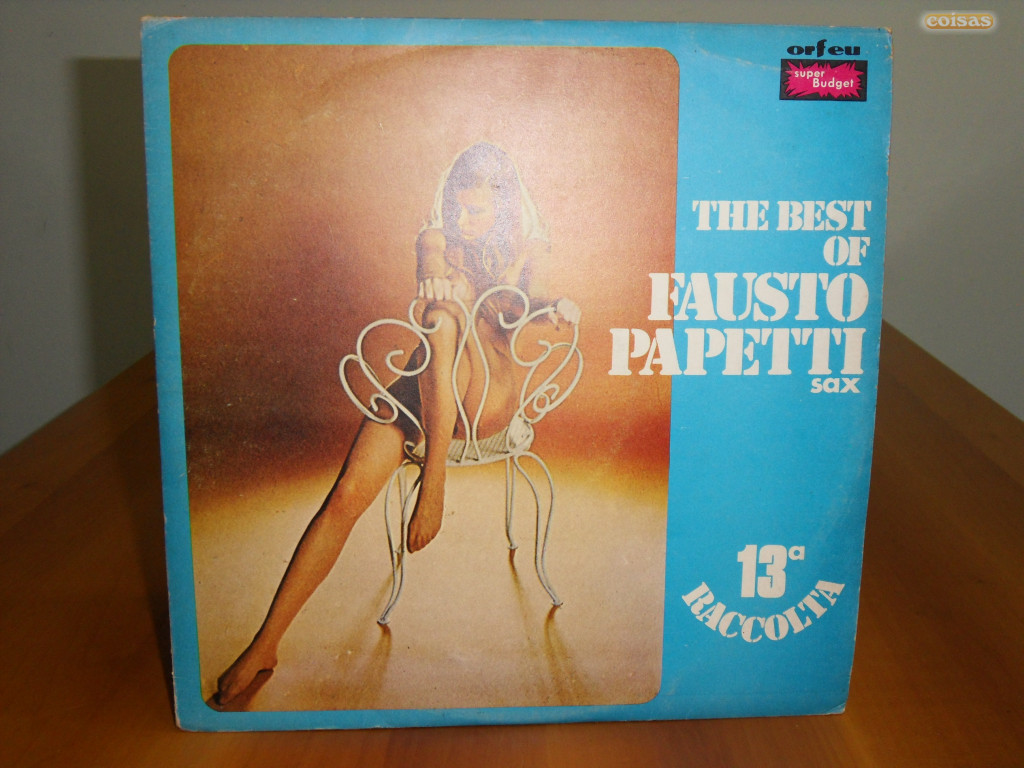 coisas
orfeu
super
Budget
THE BEST
OF
FAUSTO
PAPETTI
sax
13ª
RACCOLTA